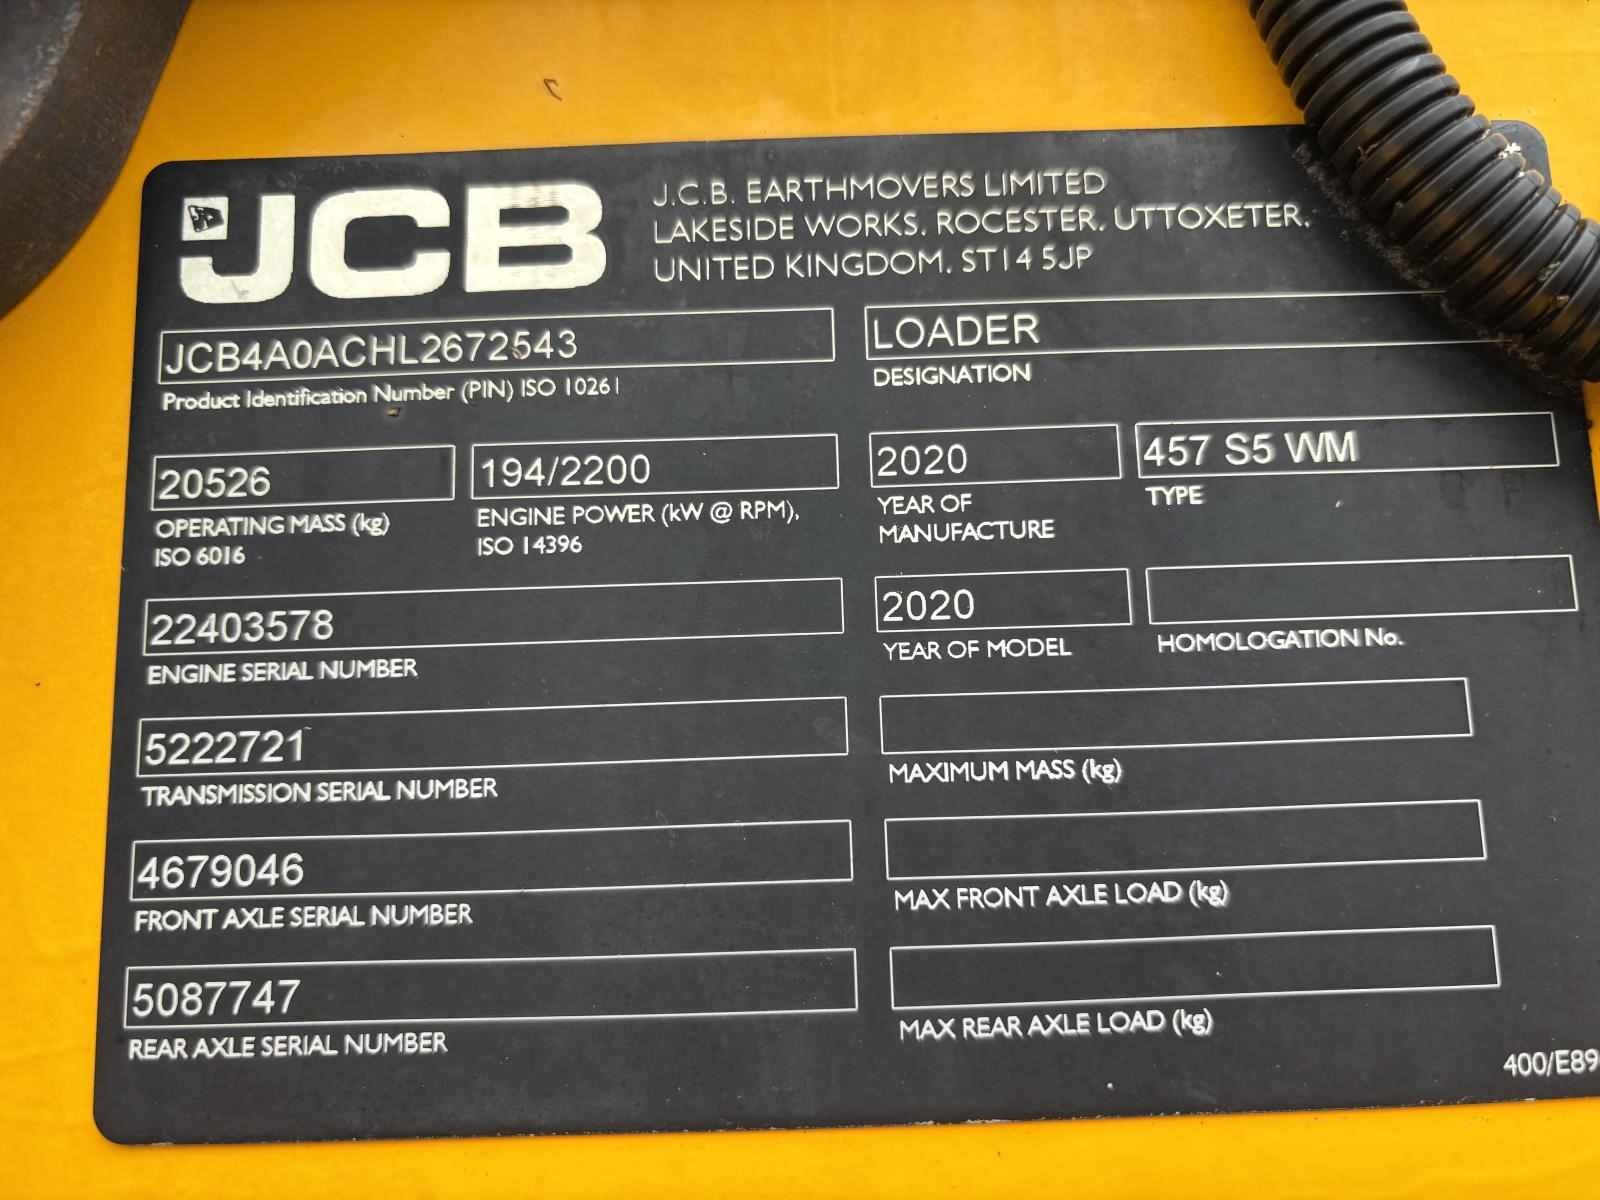 JCB
J.C.B. EARTHMOVERS LIMITED
LAKESIDE WORKS, ROCESTER, UTTOXETER,
UNITED KINGDOM. ST14 5JP
JCB4A0ACHL2672543
Product Identification Number (PIN) ISO 10261
LOADER
DESIGNATION
20526
OPERATING MASS (kg)
ISO 6016
194/2200
ENGINE POWER (kW @ RPM),
ISO 14396
2020
YEAR OF
MANUFACTURE
457 S5 WM
TYPE
22403578
ENGINE SERIAL NUMBER
2020
YEAR OF MODEL
HOMOLOGATION No.
5222721
TRANSMISSION SERIAL NUMBER
MAXIMUM MASS (kg)
4679046
FRONT AXLE SERIAL NUMBER
MAX FRONT AXLE LOAD (kg)
5087747
REAR AXLE SERIAL NUMBER
MAX REAR AXLE LOAD (kg)